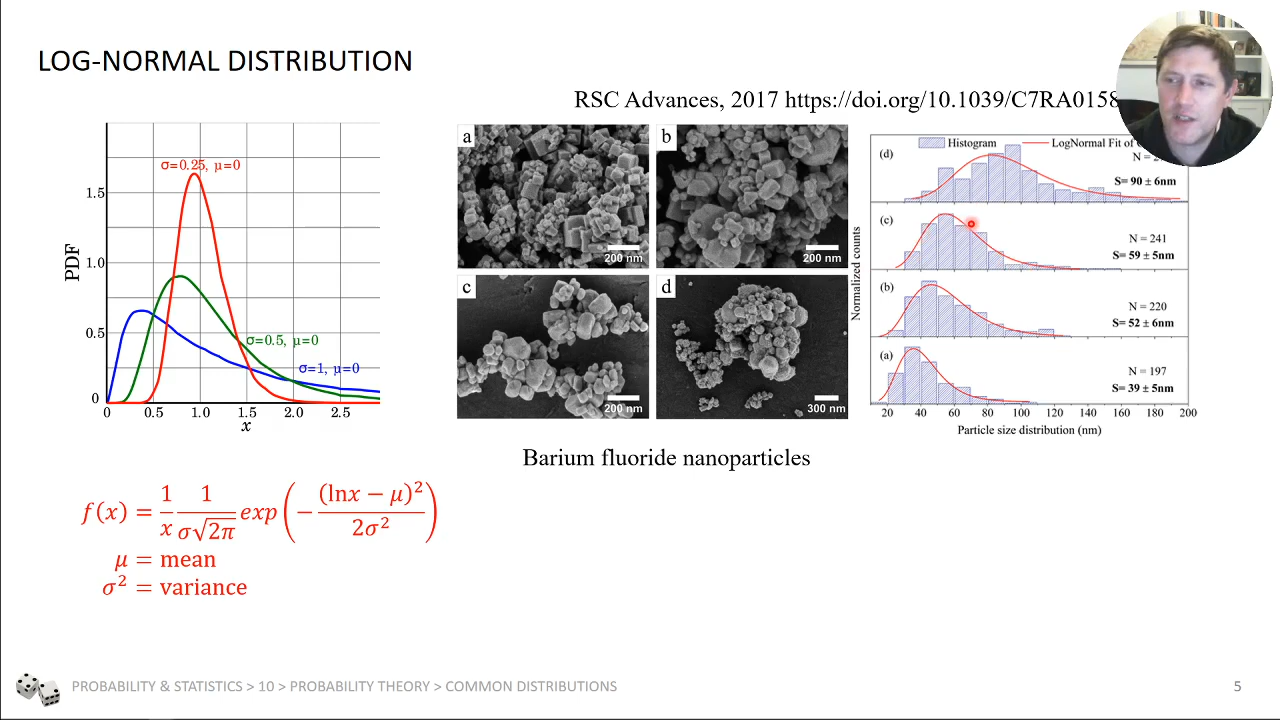 LOG-NORMAL DISTRIBUTION
RSC Advances, 2017 https://doi.org/10.1039/C7RA0158
PDF
1.5
1.0
0.5
0
σ=0.25, μ=0
σ=0.5, μ=0
σ=1, μ=0
0 0.5 1.0 1.5 2.0 2.5
x
a
200 nm
b
200 nm
c
200 nm
d
300 nm
Histogram LogNormal Fit of
Normalized counts
(d)
N = 2
S= 90 ± 6nm
(c)
N = 241
S= 59 ± 5nm
(b)
N = 220
S= 52 ± 6nm
(a)
N = 197
S= 39 ± 5nm
20 40 60 80 100 120 140 160 180 200
Particle size distribution (nm)
Barium fluoride nanoparticles
f(x) = 1/x 1/(σ√2π) exp(−(lnx − μ)²/2σ²)
μ = mean
σ² = variance
PROBABILITY & STATISTICS > 10 > PROBABILITY THEORY > COMMON DISTRIBUTIONS
5